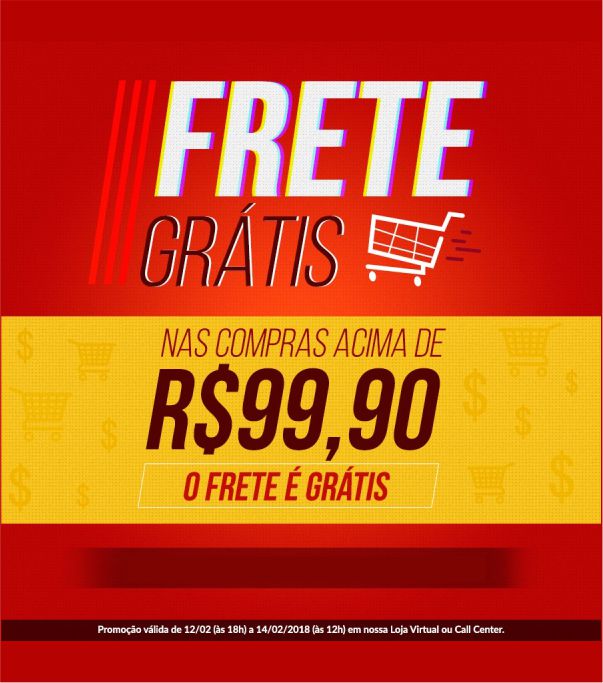 FRETE
GRÁTIS
NAS COMPRAS ACIMA DE
R$99,90
O FRETE É GRÁTIS
Promoção válida de 12/02 (às 18h) a 14/02/2018 (às 12h) em nossa Loja Virtual ou Call Center.